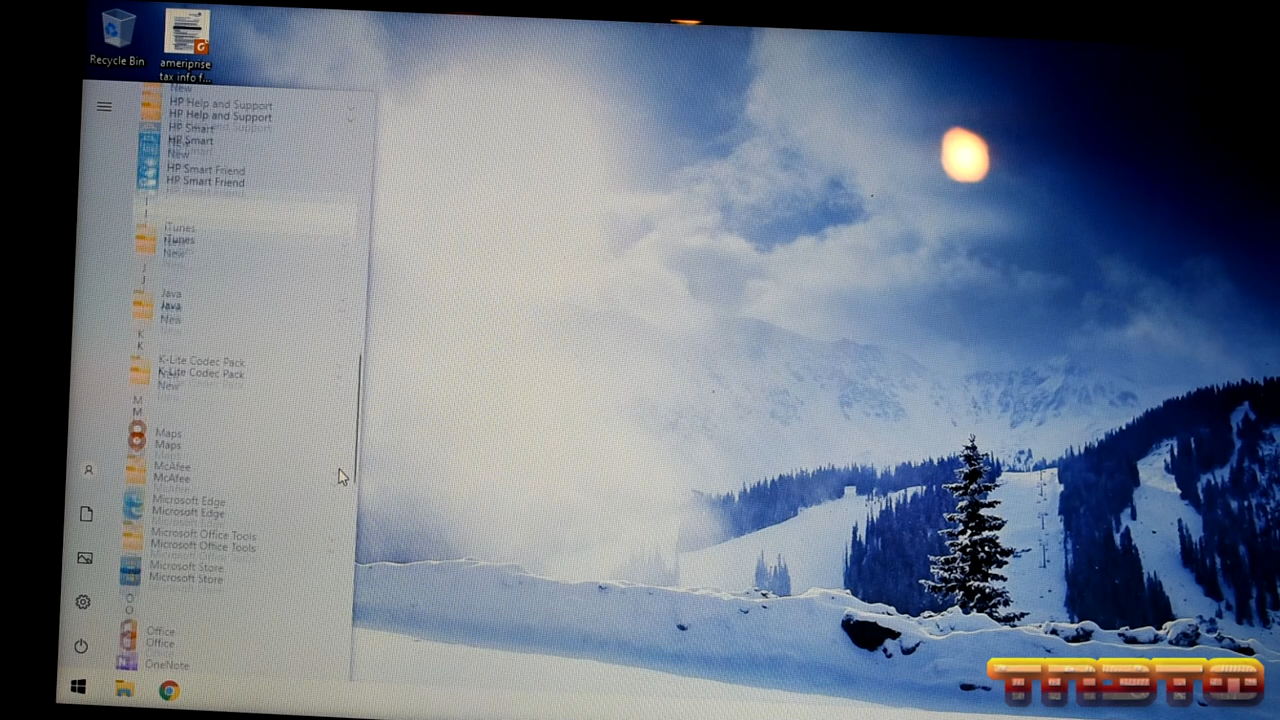 Recycle Bin
ameriprise
tax info f...
New
HP Help and Support
HP Help and Support
HP Smart
HP Smart
New
HP Smart Friend
HP Smart Friend
I
I
iTunes
iTunes
New
J
J
Java
Java
New
K
K
K-Lite Codec Pack
K-Lite Codec Pack
New
M
M
Maps
Maps
McAfee
McAfee
Microsoft Edge
Microsoft Edge
Microsoft Office Tools
Microsoft Office Tools
Microsoft Store
Microsoft Store
O
O
Office
Office
OneNote